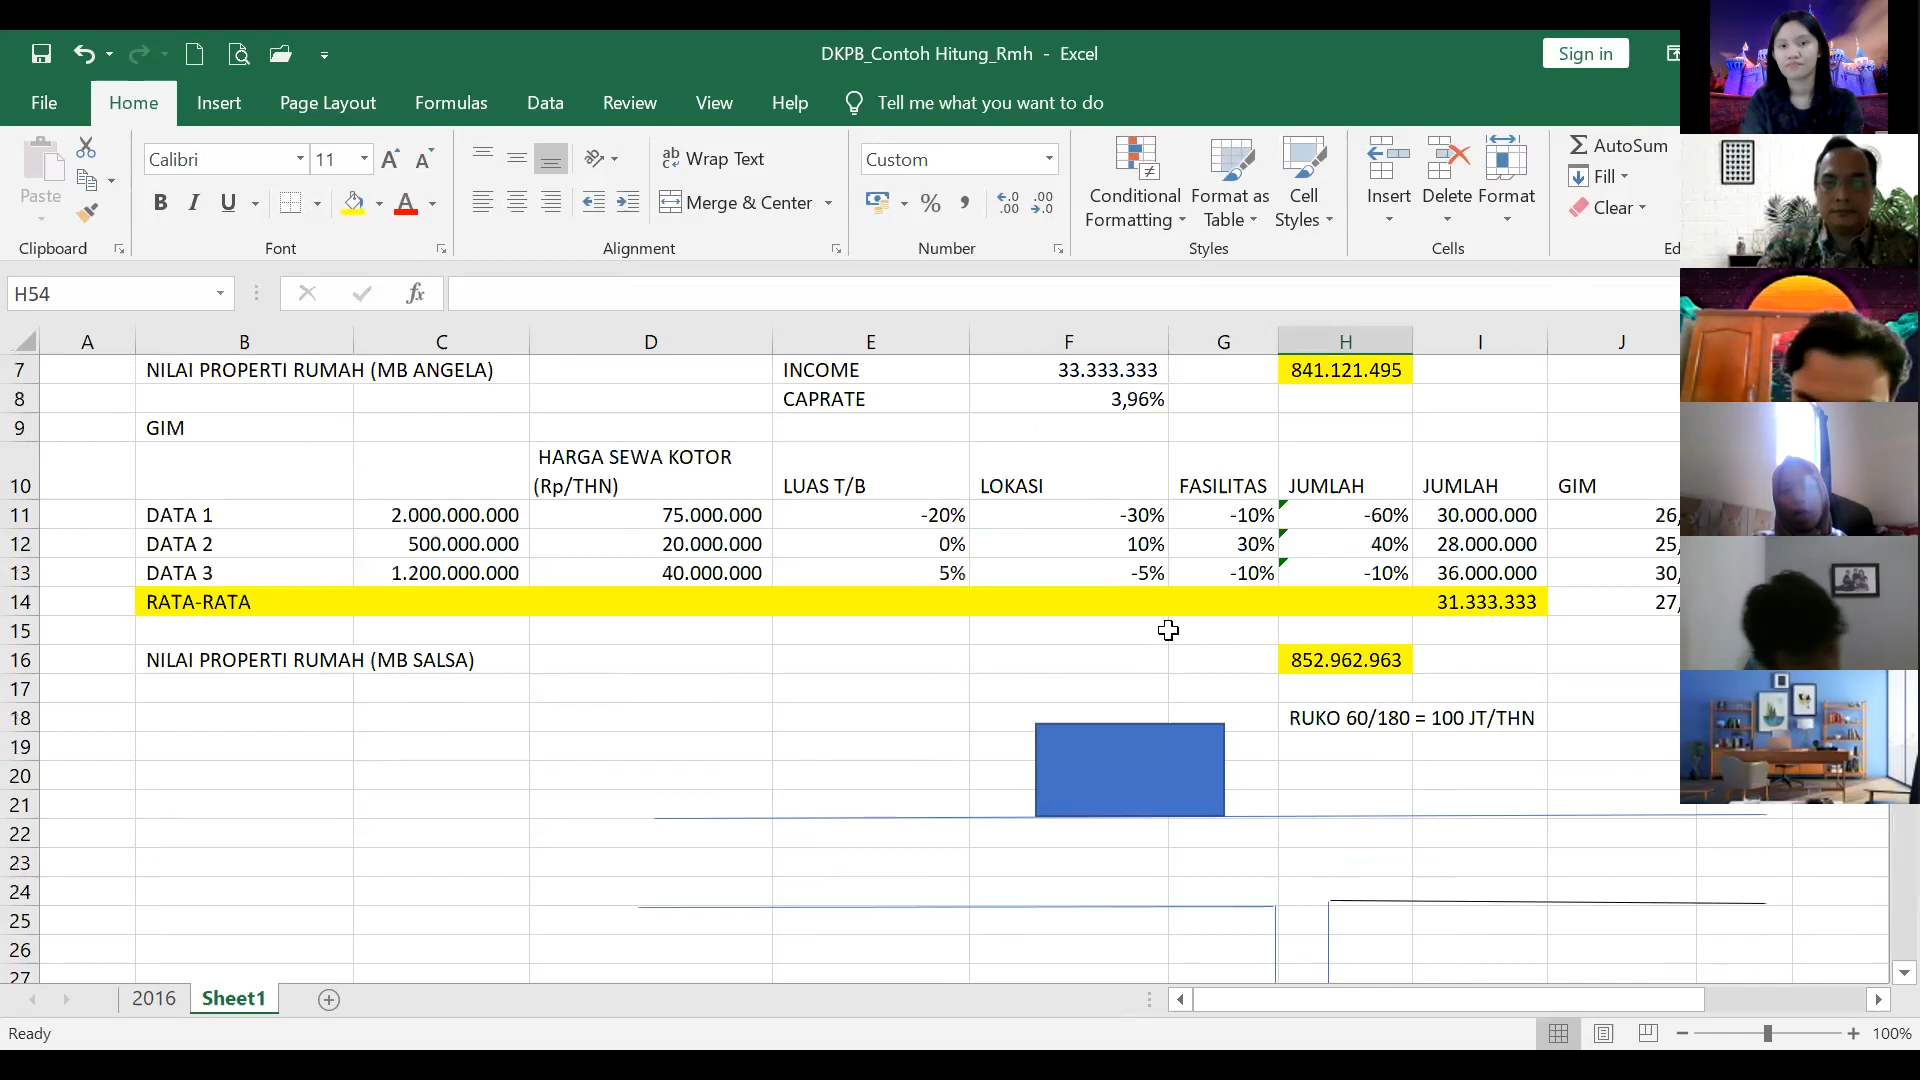 DKPB_Contoh Hitung_Rmh - Excel
Sign in
File Home Insert Page Layout Formulas Data Review View Help Tell me what you want to do
Paste
Calibri 11
B I U
ab Wrap Text
Merge & Center
Custom
% , .00 .00
Conditional Formatting
Format as Table
Cell Styles
Insert Delete Format
AutoSum
Fill
Clear
Clipboard Font Alignment Number Styles Cells Ed
H54 fx
A B C D E F G H I J
7 NILAI PROPERTI RUMAH (MB ANGELA) INCOME 33.333.333 841.121.495
8 CAPRATE 3,96%
9 GIM
HARGA SEWA KOTOR
10 (Rp/THN) LUAS T/B LOKASI FASILITAS JUMLAH JUMLAH GIM
11 DATA 1 2.000.000.000 75.000.000 -20% -30% -10% -60% 30.000.000 26,
12 DATA 2 500.000.000 20.000.000 0% 10% 30% 40% 28.000.000 25,
13 DATA 3 1.200.000.000 40.000.000 5% -5% -10% -10% 36.000.000 30,
14 RATA-RATA 31.333.333 27,
15
16 NILAI PROPERTI RUMAH (MB SALSA) 852.962.963
17
18 RUKO 60/180 = 100 JT/THN
19
20
21
22
23
24
25
26
27
2016 Sheet1
Ready 100%